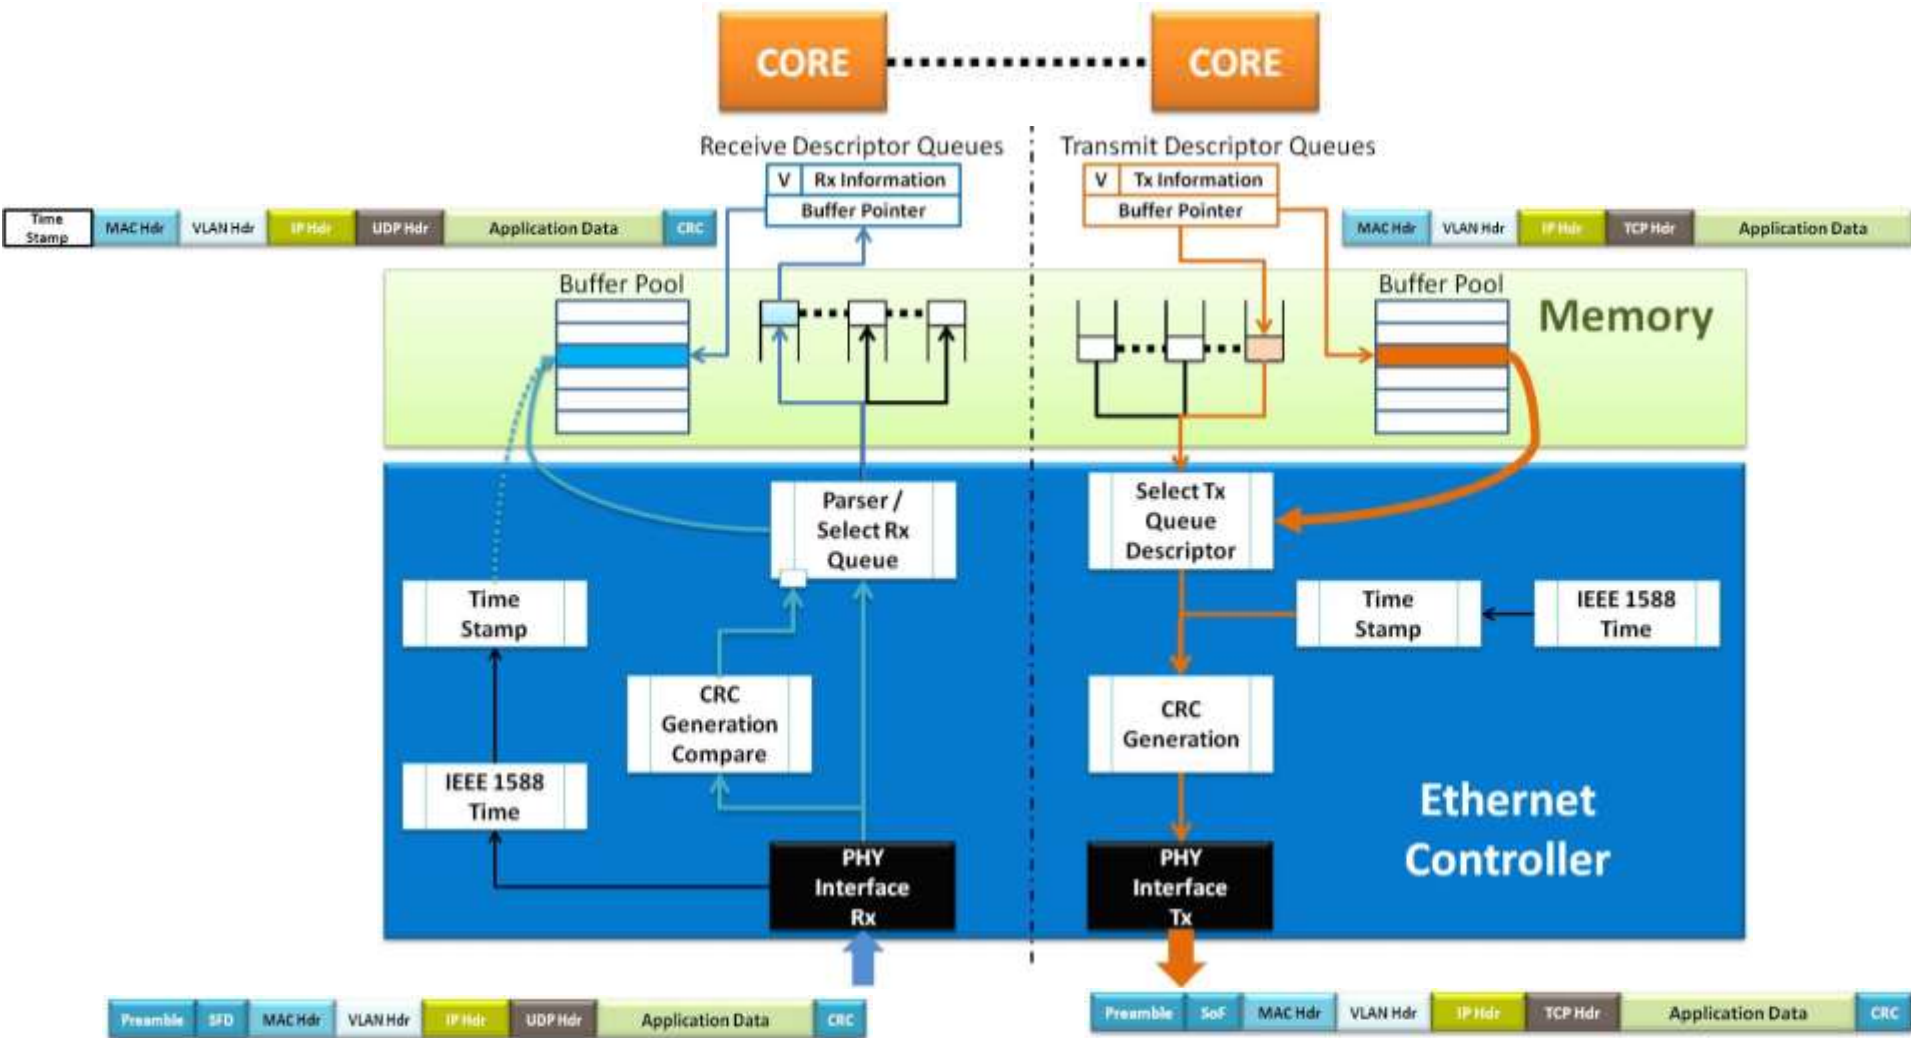 CORE
CORE
Receive Descriptor Queues
Transmit Descriptor Queues
V Rx Information
Buffer Pointer
V Tx Information
Buffer Pointer
Time
Stamp
MAC Hdr VLAN Hdr IP Hdr UDP Hdr Application Data CRC
MAC Hdr VLAN Hdr IP Hdr TCP Hdr Application Data
Buffer Pool
Buffer Pool
Memory
Parser /
Select Rx
Queue
Select Tx
Queue
Descriptor
Time
Stamp
Time
Stamp
IEEE 1588
Time
CRC
Generation
Compare
CRC
Generation
IEEE 1588
Time
Ethernet
Controller
PHY
Interface
Rx
PHY
Interface
Tx
Preamble SFD MAC Hdr VLAN Hdr IP Hdr UDP Hdr Application Data CRC
Preamble SoF MAC Hdr VLAN Hdr IP Hdr TCP Hdr Application Data CRC